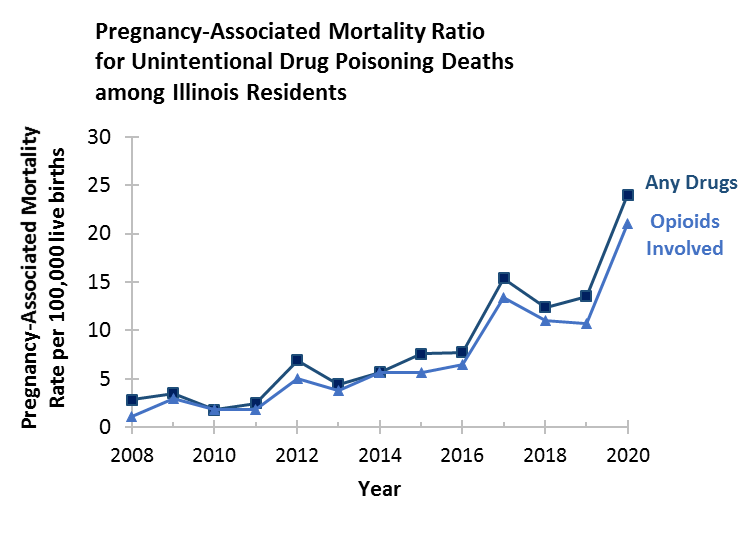 Pregnancy-Associated Mortality Ratio
for Unintentional Drug Poisoning Deaths
among Illinois Residents
Pregnancy-Associated Mortality
Rate per 100,000 live births
30
25
20
15
10
5
0
Any Drugs
Opioids
Involved
2008 2010 2012 2014 2016 2018 2020
Year